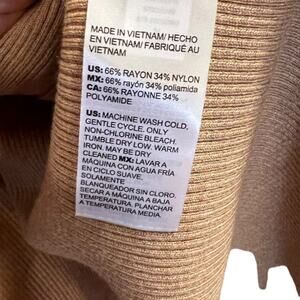 MADE IN VIETNAM/ HECHO
EN VIETNAM/ FABRIQUÉ AU
VIETNAM
US: 66% RAYON 34% NYLON
MX: 66% rayón 34% poliamida
CA: 66% RAYONNE 34%
POLYAMIDE
US: MACHINE WASH COLD,
GENTLE CYCLE. ONLY
NON-CHLORINE BLEACH.
TUMBLE DRY LOW. WARM
IRON. MAY BE DRY
CLEANED MX: LAVAR A
MÁQUINA CON AGUA FRÍA
EN CICLO SUAVE.
SOLAMENTE
BLANQUEADOR SIN CLORO.
SECAR A MÁQUINA A BAJA
TEMPERATURA. PLANCHAR
A TEMPERATURA MEDIA.